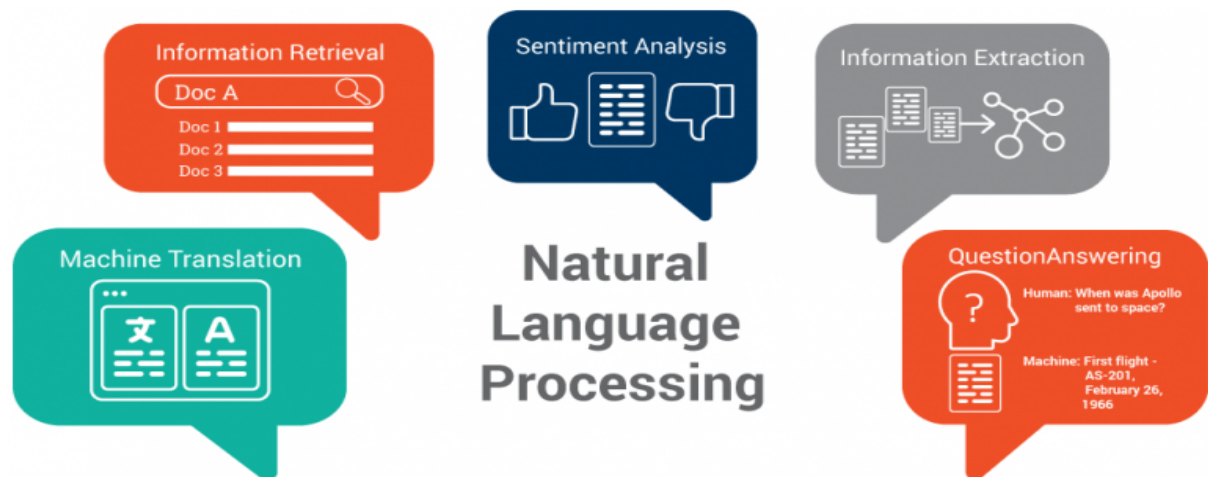 Information Retrieval
Doc A
Doc 1
Doc 2
Doc 3
Sentiment Analysis
Information Extraction
Machine Translation
文 A
Natural
Language
Processing
QuestionAnswering
?
Human: When was Apollo
sent to space?
Machine: First flight -
AS-201,
February 26,
1966